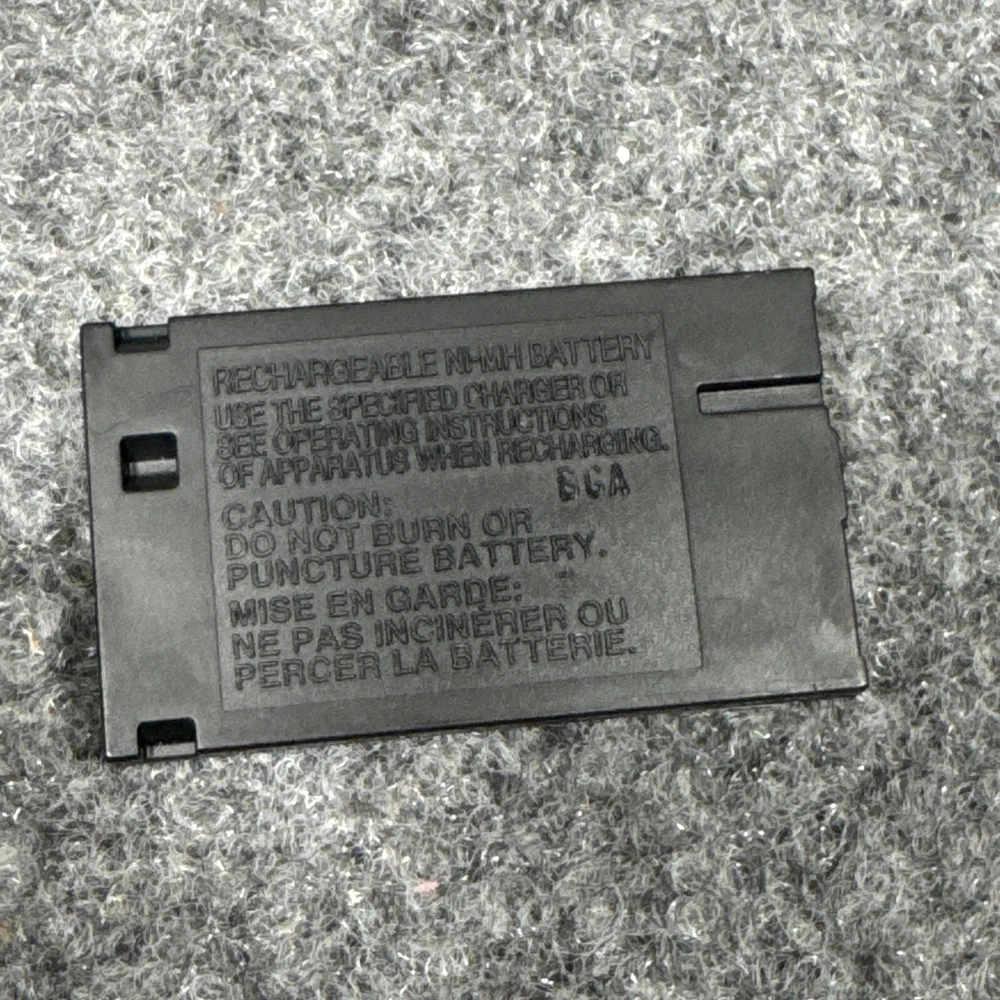 RECHARGEABLE NI-MH BATTERY
USE THE SPECIFIED CHARGER OR
SEE OPERATING INSTRUCTIONS
OF APPARATUS WHEN RECHARGING.
CAUTION:
DO NOT BURN OR
PUNCTURE BATTERY.
MISE EN GARDE:
NE PAS INCINÉRER OU
PERCER LA BATTERIE.